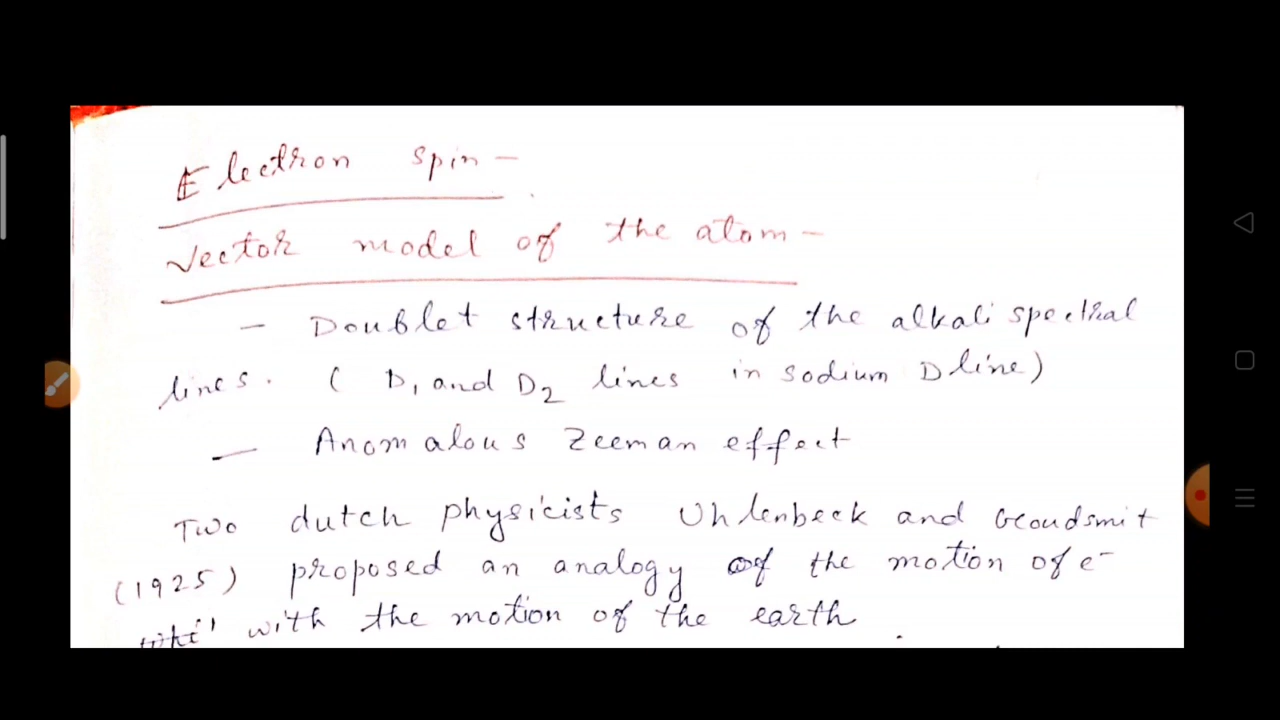 Electron spin -
Vector model of the atom -
- Doublet structure of the alkali spectral
lines. ( D1 and D2 lines in sodium D line)
- Anomalous Zeeman effect
Two dutch physicists Uhlenbeck and Goudsmit
(1925) proposed an analogy of the motion of e-
with the motion of the earth